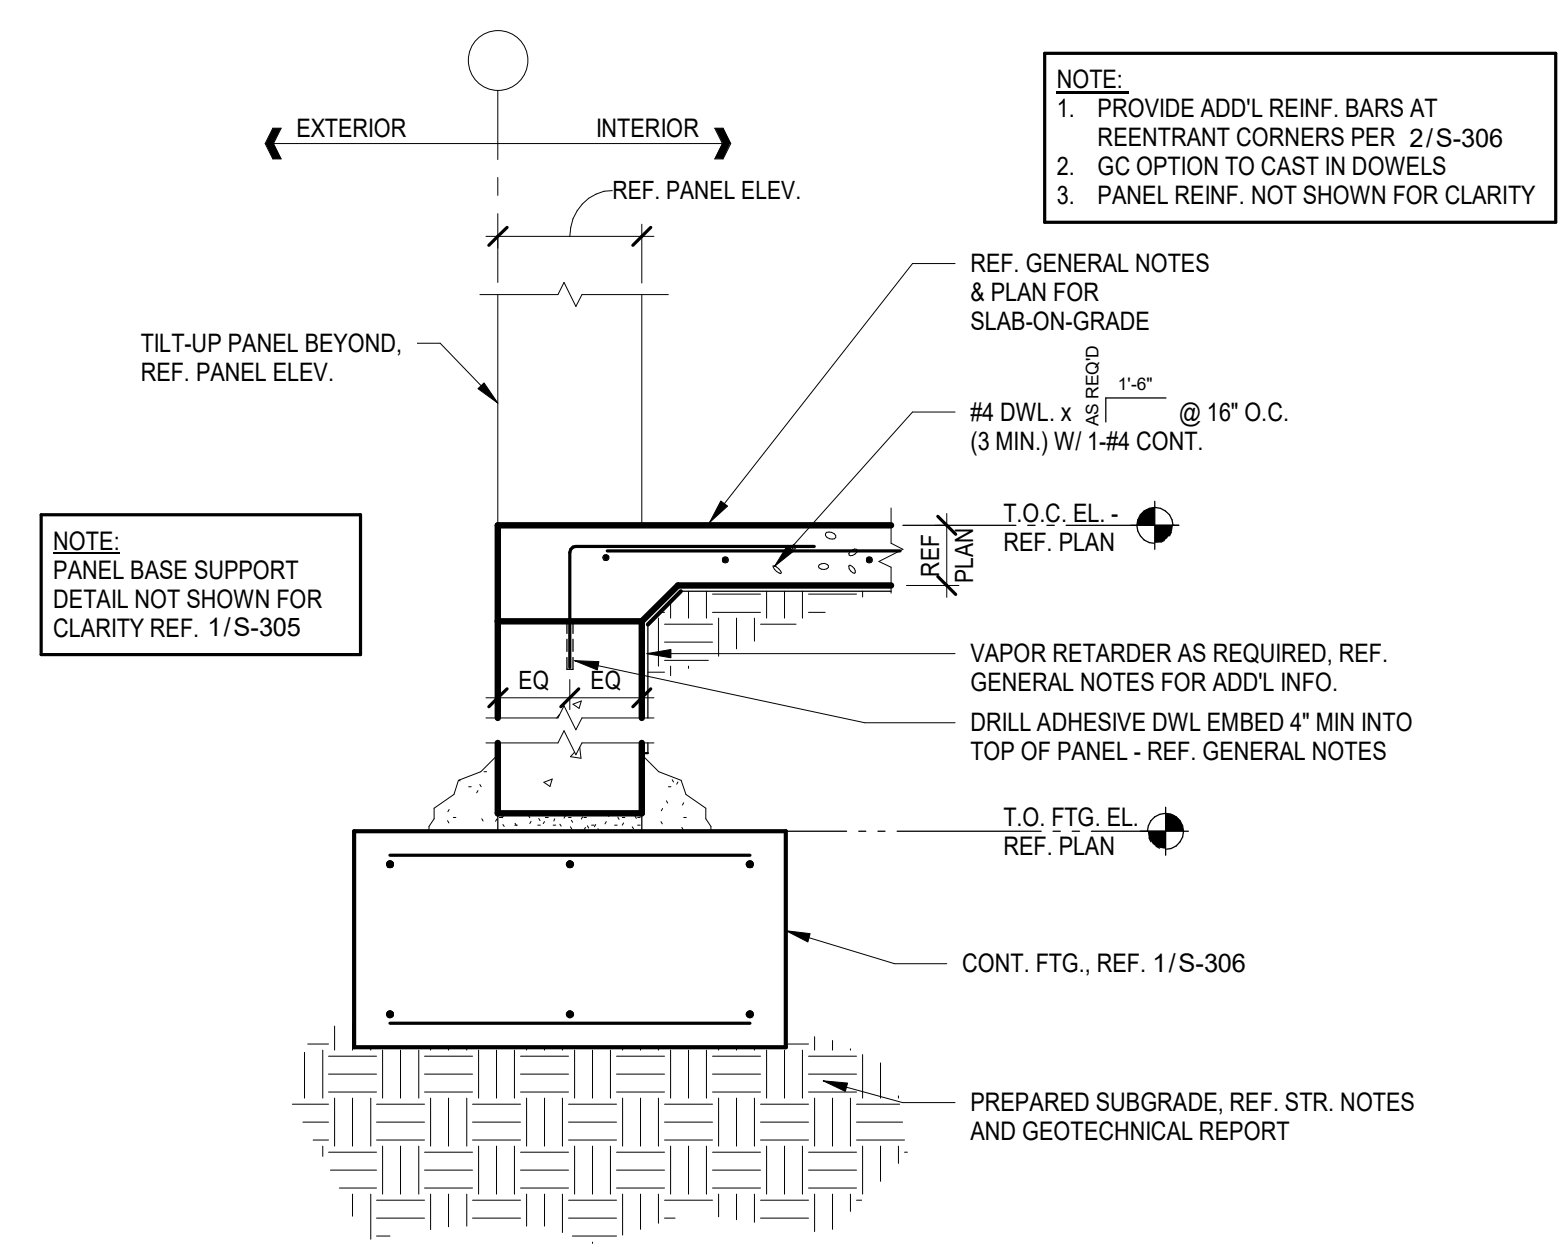 EXTERIOR
INTERIOR
REF. PANEL ELEV.
NOTE:
1. PROVIDE ADD'L REINF. BARS AT
REENTRANT CORNERS PER 2/S-306
2. GC OPTION TO CAST IN DOWELS
3. PANEL REINF. NOT SHOWN FOR CLARITY
REF. GENERAL NOTES
& PLAN FOR
SLAB-ON-GRADE
TILT-UP PANEL BEYOND,
REF. PANEL ELEV.
#4 DWL. x AS REQ'D 1'-6" @ 16" O.C.
(3 MIN.) W/ 1-#4 CONT.
NOTE:
PANEL BASE SUPPORT
DETAIL NOT SHOWN FOR
CLARITY REF. 1/S-305
REF
PLAN
T.O.C. EL. -
REF. PLAN
EQ
EQ
VAPOR RETARDER AS REQUIRED, REF.
GENERAL NOTES FOR ADD'L INFO.
DRILL ADHESIVE DWL EMBED 4" MIN INTO
TOP OF PANEL - REF. GENERAL NOTES
T.O. FTG. EL.
REF. PLAN
CONT. FTG., REF. 1/S-306
PREPARED SUBGRADE, REF. STR. NOTES
AND GEOTECHNICAL REPORT